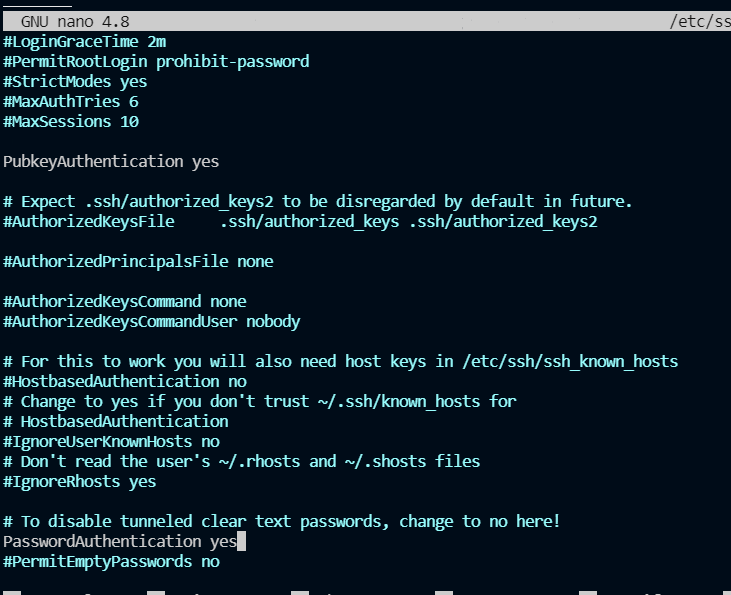 GNU nano 4.8 /etc/ss
#LoginGraceTime 2m
#PermitRootLogin prohibit-password
#StrictModes yes
#MaxAuthTries 6
#MaxSessions 10
PubkeyAuthentication yes
# Expect .ssh/authorized_keys2 to be disregarded by default in future.
#AuthorizedKeysFile .ssh/authorized_keys .ssh/authorized_keys2
#AuthorizedPrincipalsFile none
#AuthorizedKeysCommand none
#AuthorizedKeysCommandUser nobody
# For this to work you will also need host keys in /etc/ssh/ssh_known_hosts
#HostbasedAuthentication no
# Change to yes if you don't trust ~/.ssh/known_hosts for
# HostbasedAuthentication
#IgnoreUserKnownHosts no
# Don't read the user's ~/.rhosts and ~/.shosts files
#IgnoreRhosts yes
# To disable tunneled clear text passwords, change to no here!
PasswordAuthentication yes
#PermitEmptyPasswords no